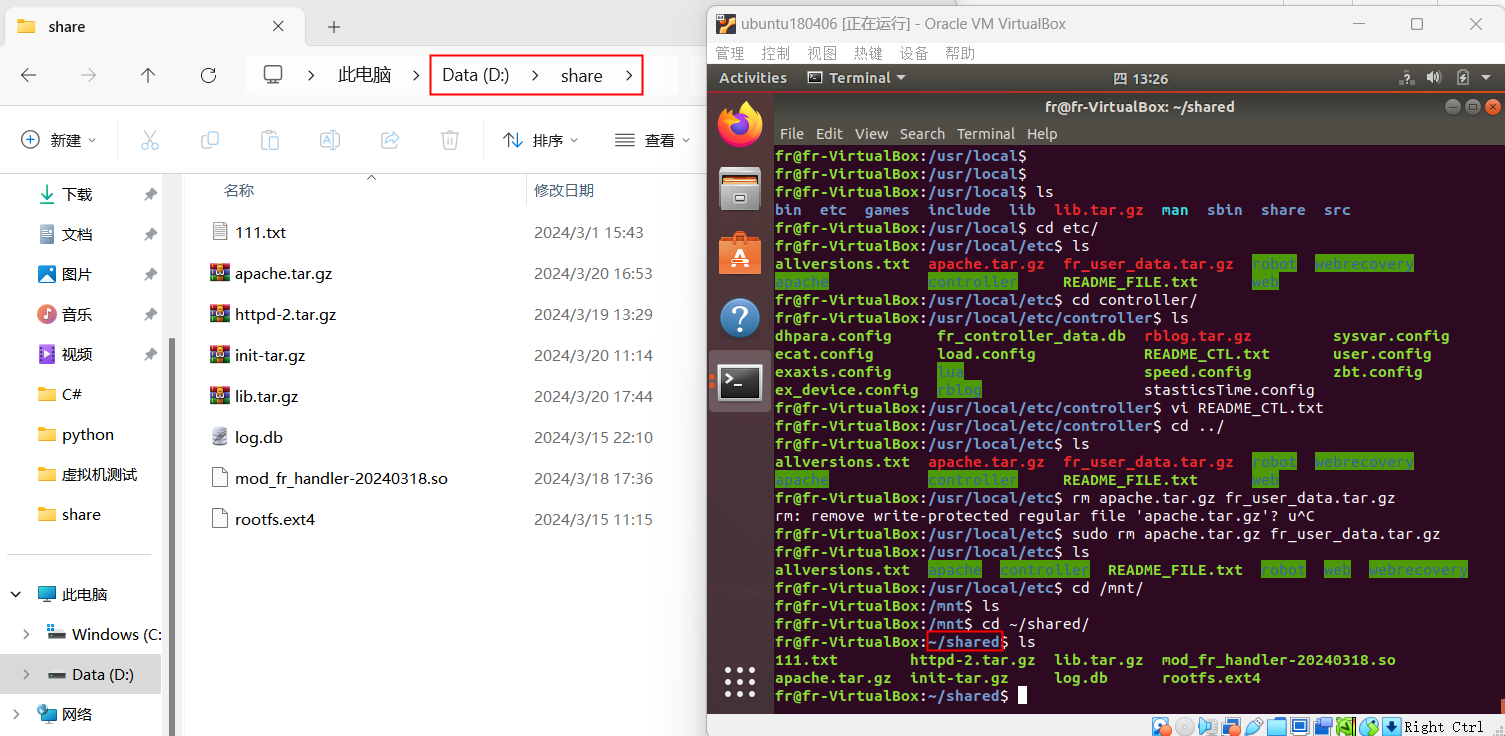 share
此电脑 Data (D:) share
新建 排序 查看
下载
文档
图片
音乐
视频
C#
python
虚拟机测试
share
此电脑
Windows (C:
Data (D:)
网络
名称 修改日期
111.txt 2024/3/1 15:43
apache.tar.gz 2024/3/20 16:53
httpd-2.tar.gz 2024/3/19 13:29
init-tar.gz 2024/3/20 11:14
lib.tar.gz 2024/3/20 17:44
log.db 2024/3/15 22:10
mod_fr_handler-20240318.so 2024/3/18 17:36
rootfs.ext4 2024/3/15 11:15
ubuntu180406 [正在运行] - Oracle VM VirtualBox
管理 控制 视图 热键 设备 帮助
Activities Terminal 四 13:26
fr@fr-VirtualBox: ~/shared
File Edit View Search Terminal Help
fr@fr-VirtualBox:/usr/local$
fr@fr-VirtualBox:/usr/local$
fr@fr-VirtualBox:/usr/local$ ls
bin etc games include lib lib.tar.gz man sbin share src
fr@fr-VirtualBox:/usr/local$ cd etc/
fr@fr-VirtualBox:/usr/local/etc$ ls
allversions.txt apache.tar.gz fr_user_data.tar.gz robot webrecovery
apache controller README_FILE.txt web
fr@fr-VirtualBox:/usr/local/etc$ cd controller/
fr@fr-VirtualBox:/usr/local/etc/controller$ ls
dhpara.config fr_controller_data.db rblog.tar.gz sysvar.config
ecat.config load.config README_CTL.txt user.config
exaxis.config lua speed.config zbt.config
ex_device.config rblog stasticsTime.config
fr@fr-VirtualBox:/usr/local/etc/controller$ vi README_CTL.txt
fr@fr-VirtualBox:/usr/local/etc/controller$ cd ../
fr@fr-VirtualBox:/usr/local/etc$ ls
allversions.txt apache.tar.gz fr_user_data.tar.gz robot webrecovery
apache controller README_FILE.txt web
fr@fr-VirtualBox:/usr/local/etc$ rm apache.tar.gz fr_user_data.tar.gz
rm: remove write-protected regular file 'apache.tar.gz'? u^C
fr@fr-VirtualBox:/usr/local/etc$ sudo rm apache.tar.gz fr_user_data.tar.gz
fr@fr-VirtualBox:/usr/local/etc$ ls
allversions.txt apache controller README_FILE.txt robot web webrecovery
fr@fr-VirtualBox:/usr/local/etc$ cd /mnt/
fr@fr-VirtualBox:/mnt$ ls
fr@fr-VirtualBox:/mnt$ cd ~/shared/
fr@fr-VirtualBox:~/shared$ ls
111.txt httpd-2.tar.gz lib.tar.gz mod_fr_handler-20240318.so
apache.tar.gz init-tar.gz log.db rootfs.ext4
fr@fr-VirtualBox:~/shared$
Right Ctrl